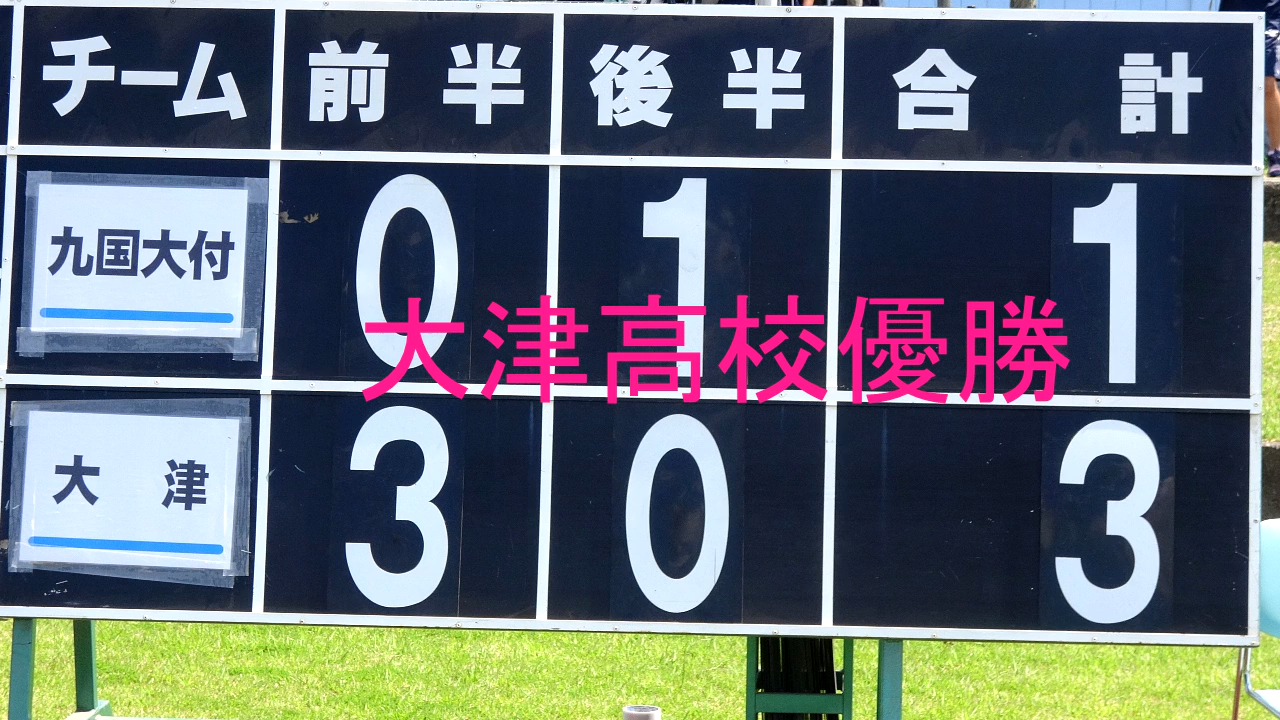 チーム 前半 後半 合計
九国大付 0 1 1
大津高校優勝
大津 3 0 3